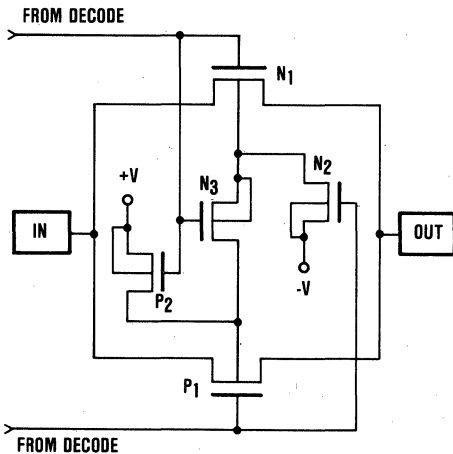 FROM DECODE
N1
+V
N3
N2
IN
OUT
P2
-V
P1
FROM DECODE